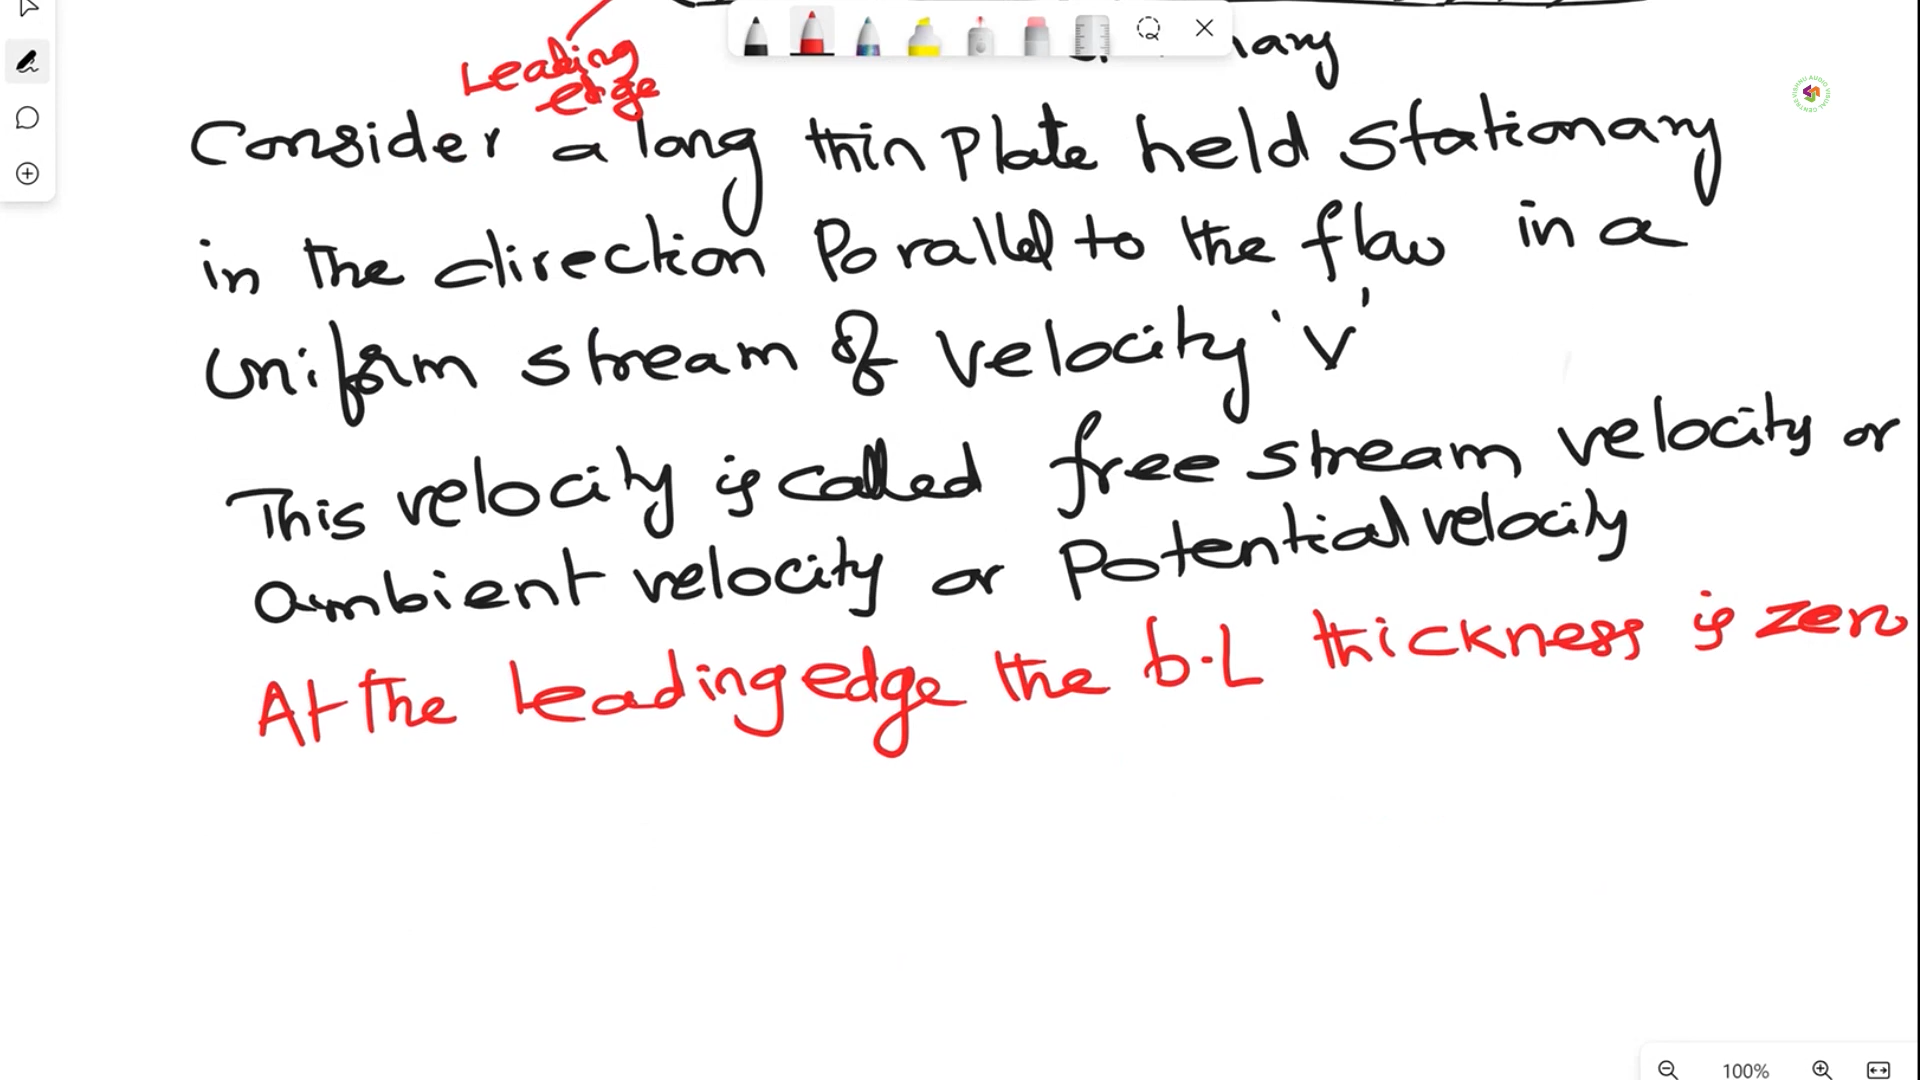 Leading
edge
Consider a long thin plate held stationary
in the direction Porallel to the flow in a
uniform stream of velocity 'v'
This velocity is called free stream velocity or
ambient velocity or Potential velocity
At the Leading edge the b.L thickness is zero
100%